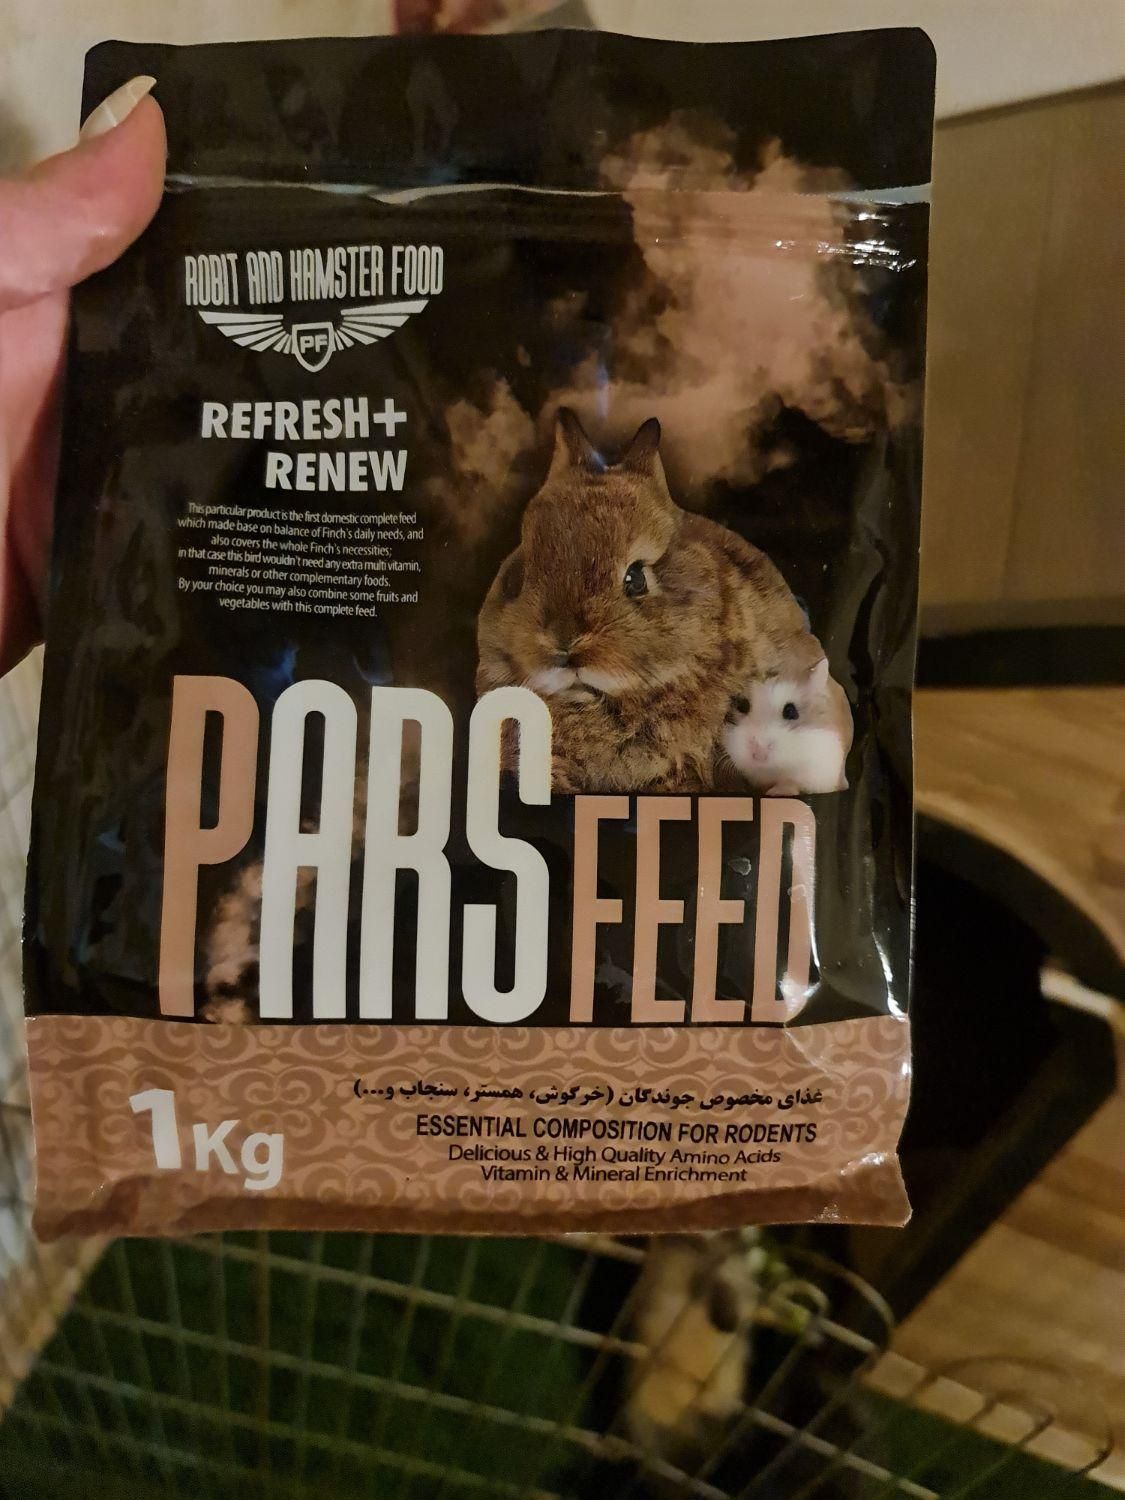 ROBIT AND HAMSTER FOOD
PF
REFRESH+
RENEW
This particular product is the first domestic complete feed
which made base on balance of Finch's daily needs, and
also covers the whole Finch's necessities;
in that case this bird wouldn't need any extra multi vitamin,
minerals or other complementary foods.
By your choice you may also combine some fruits and
vegetables with this complete feed.
PARS FEED
1Kg
غذای مخصوص جوندگان (خرگوش، همستر، سنجاب و...)
ESSENTIAL COMPOSITION FOR RODENTS
Delicious & High Quality Amino Acids
Vitamin & Mineral Enrichment